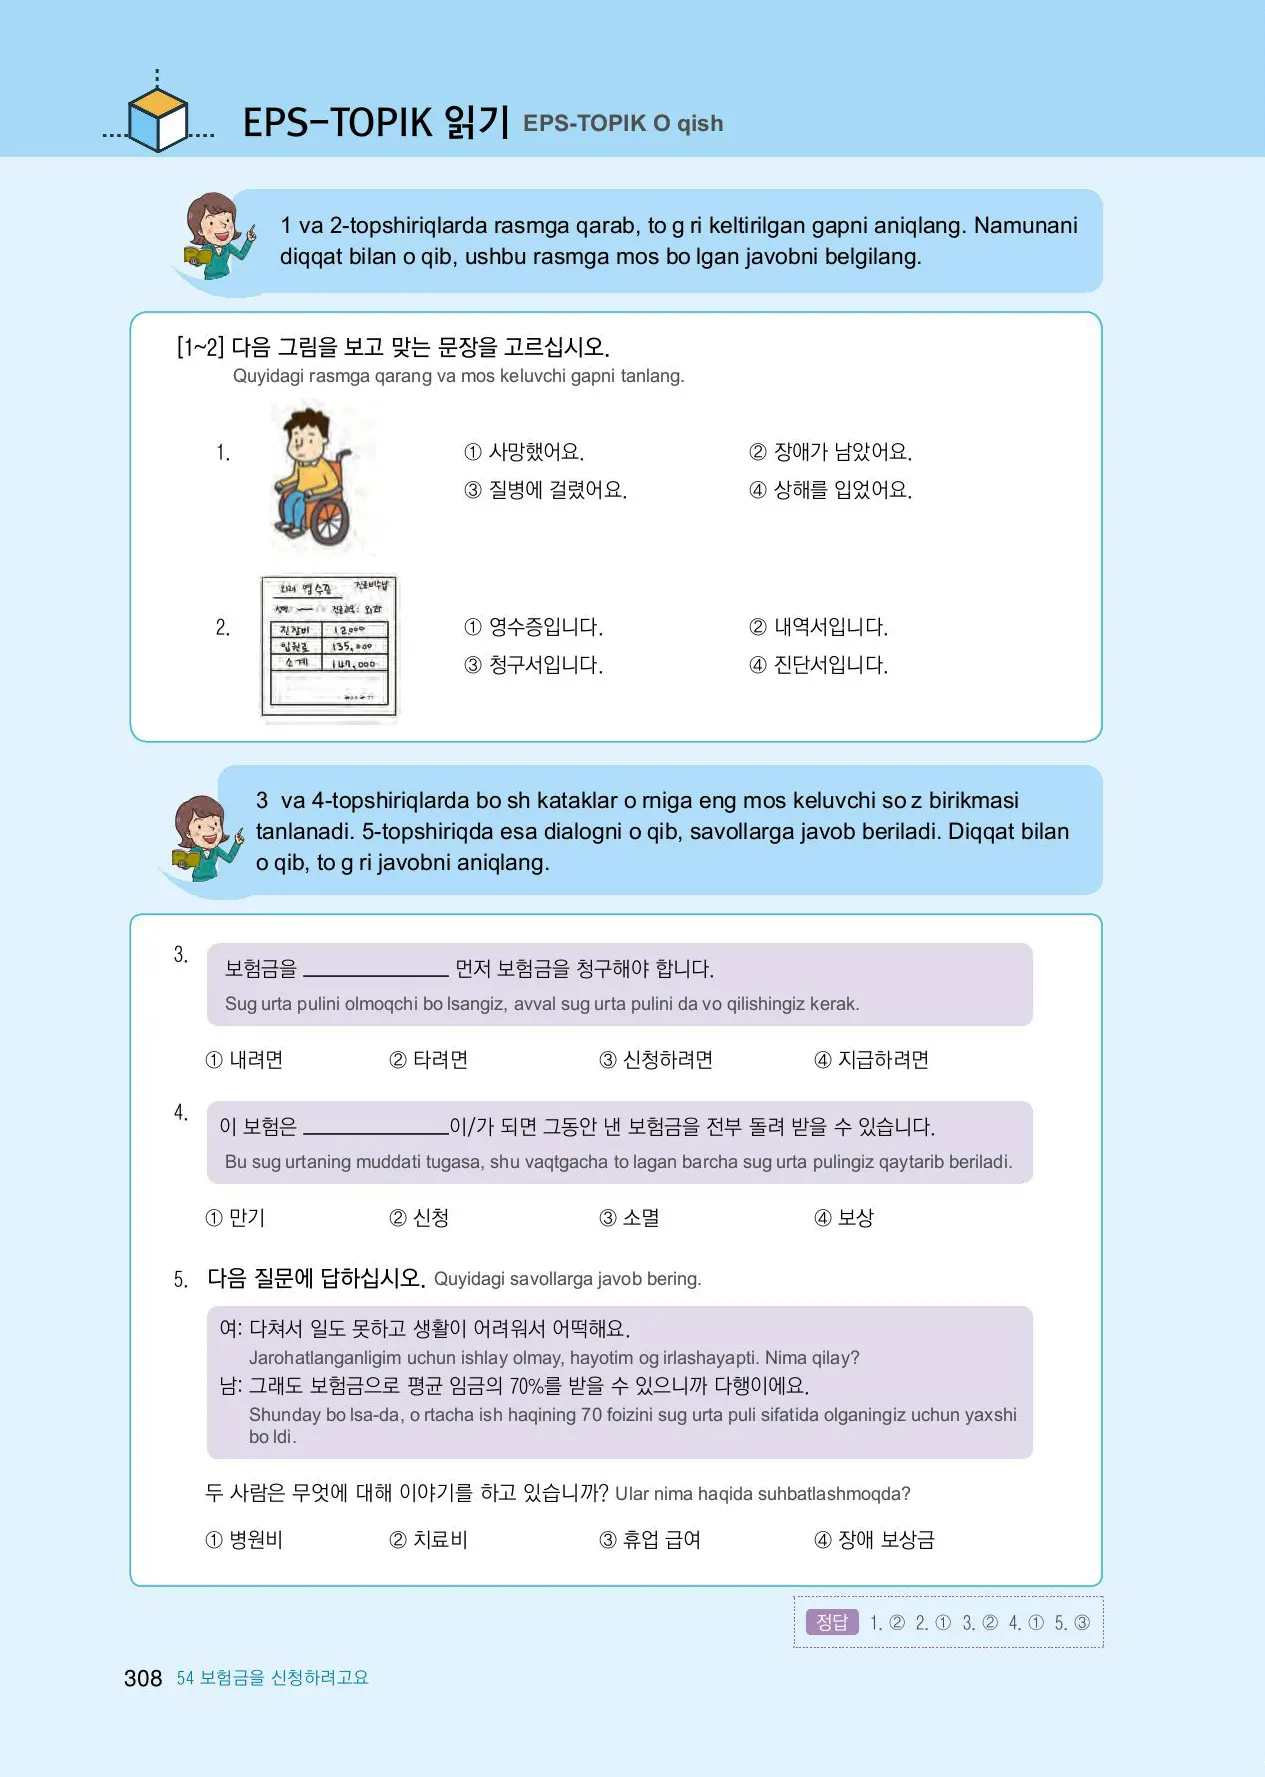 EPS-TOPIK 읽기 EPS-TOPIK O qish
1 va 2-topshiriqlarda rasmga qarab, to g ri keltirilgan gapni aniqlang. Namunani
diqqat bilan o qib, ushbu rasmga mos bo lgan javobni belgilang.
[1~2] 다음 그림을 보고 맞는 문장을 고르십시오.
Quyidagi rasmga qarang va mos keluvchi gapni tanlang.
1.
① 사망했어요. ② 장애가 남았어요.
③ 질병에 걸렸어요. ④ 상해를 입었어요.
2.
외래 영수증 진료비수납
진찰비 12,000
입원료 135,000
소계 147,000
① 영수증입니다. ② 내역서입니다.
③ 청구서입니다. ④ 진단서입니다.
3 va 4-topshiriqlarda bo sh kataklar o rniga eng mos keluvchi so z birikmasi
tanlanadi. 5-topshiriqda esa dialogni o qib, savollarga javob beriladi. Diqqat bilan
o qib, to g ri javobni aniqlang.
3. 보험금을 ______________ 먼저 보험금을 청구해야 합니다.
Sug urta pulini olmoqchi bo lsangiz, avval sug urta pulini da vo qilishingiz kerak.
① 내려면 ② 타려면 ③ 신청하려면 ④ 지급하려면
4. 이 보험은 ______________이/가 되면 그동안 낸 보험금을 전부 돌려 받을 수 있습니다.
Bu sug urtaning muddati tugasa, shu vaqtgacha to lagan barcha sug urta pulingiz qaytarib beriladi.
① 만기 ② 신청 ③ 소멸 ④ 보상
5. 다음 질문에 답하십시오. Quyidagi savollarga javob bering.
여: 다쳐서 일도 못하고 생활이 어려워서 어떡해요.
Jarohatlanganligim uchun ishlay olmay, hayotim og irlashayapti. Nima qilay?
남: 그래도 보험금으로 평균 임금의 70%를 받을 수 있으니까 다행이에요.
Shunday bo lsa-da, o rtacha ish haqining 70 foizini sug urta puli sifatida olganingiz uchun yaxshi
bo ldi.
두 사람은 무엇에 대해 이야기를 하고 있습니까? Ular nima haqida suhbatlashmoqda?
① 병원비 ② 치료비 ③ 휴업 급여 ④ 장애 보상금
정답 1. ② 2. ① 3. ② 4. ① 5. ③
308 54 보험금을 신청하려고요